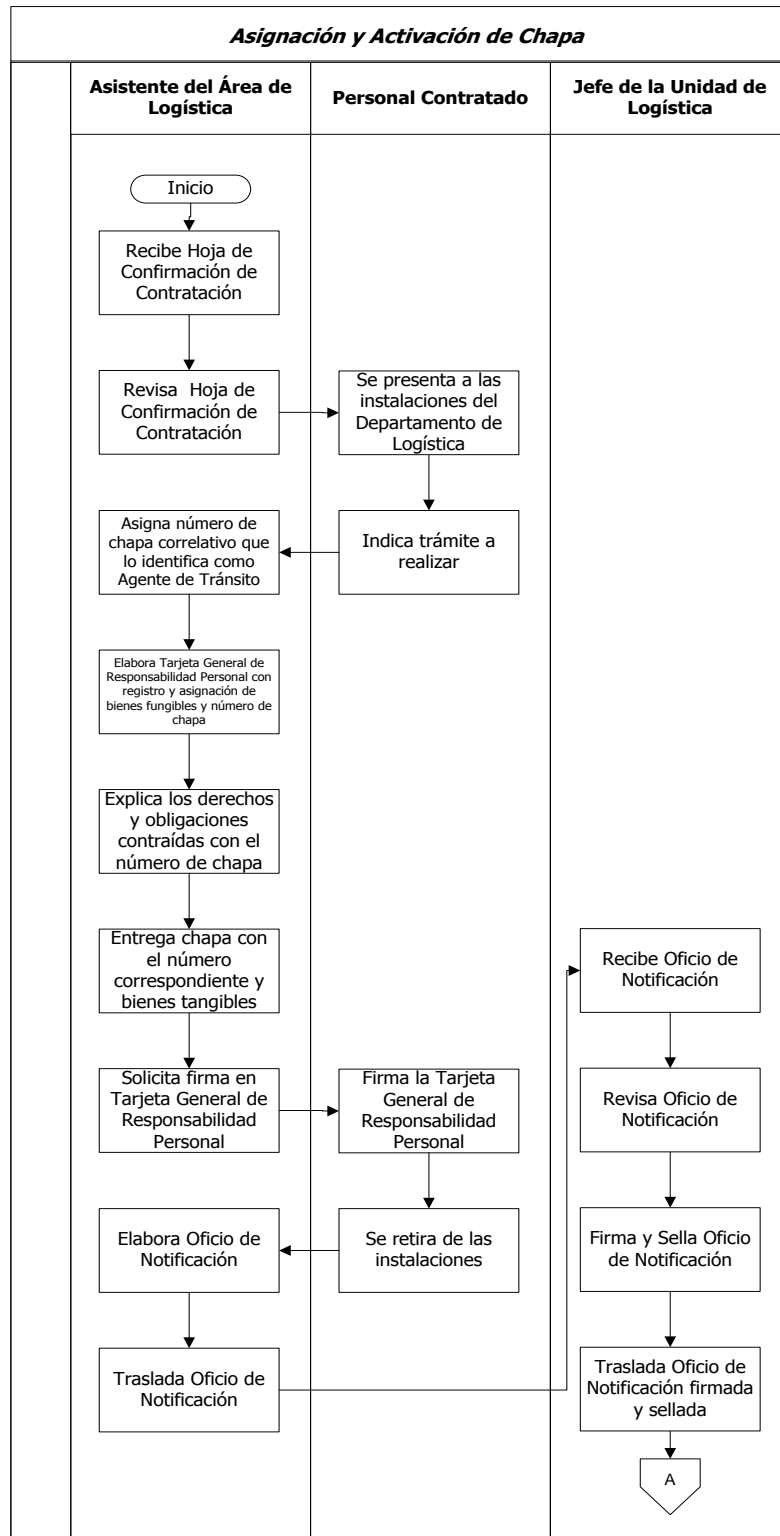 Asignación y Activación de Chapa
Asistente del Área de
Logística
Personal Contratado
Jefe de la Unidad de
Logística
Inicio
Recibe Hoja de
Confirmación de
Contratación
Revisa Hoja de
Confirmación de
Contratación
Se presenta a las
instalaciones del
Departamento de
Logística
Indica trámite a
realizar
Asigna número de
chapa correlativo que
lo identifica como
Agente de Tránsito
Elabora Tarjeta General de
Responsabilidad Personal con
registro y asignación de
bienes fungibles y número de
chapa
Explica los derechos
y obligaciones
contraídas con el
número de chapa
Entrega chapa con
el número
correspondiente y
bienes tangibles
Solicita firma en
Tarjeta General de
Responsabilidad
Personal
Firma la Tarjeta
General de
Responsabilidad
Personal
Se retira de las
instalaciones
Elabora Oficio de
Notificación
Traslada Oficio de
Notificación
Recibe Oficio de
Notificación
Revisa Oficio de
Notificación
Firma y Sella Oficio
de Notificación
Traslada Oficio de
Notificación firmada
y sellada
A